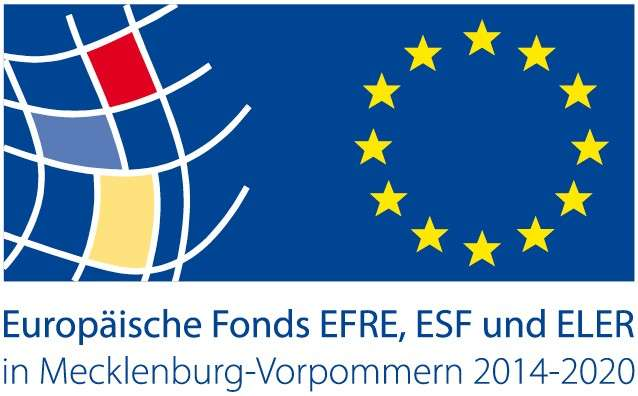 Europäische Fonds EFRE, ESF und ELER
in Mecklenburg-Vorpommern 2014-2020